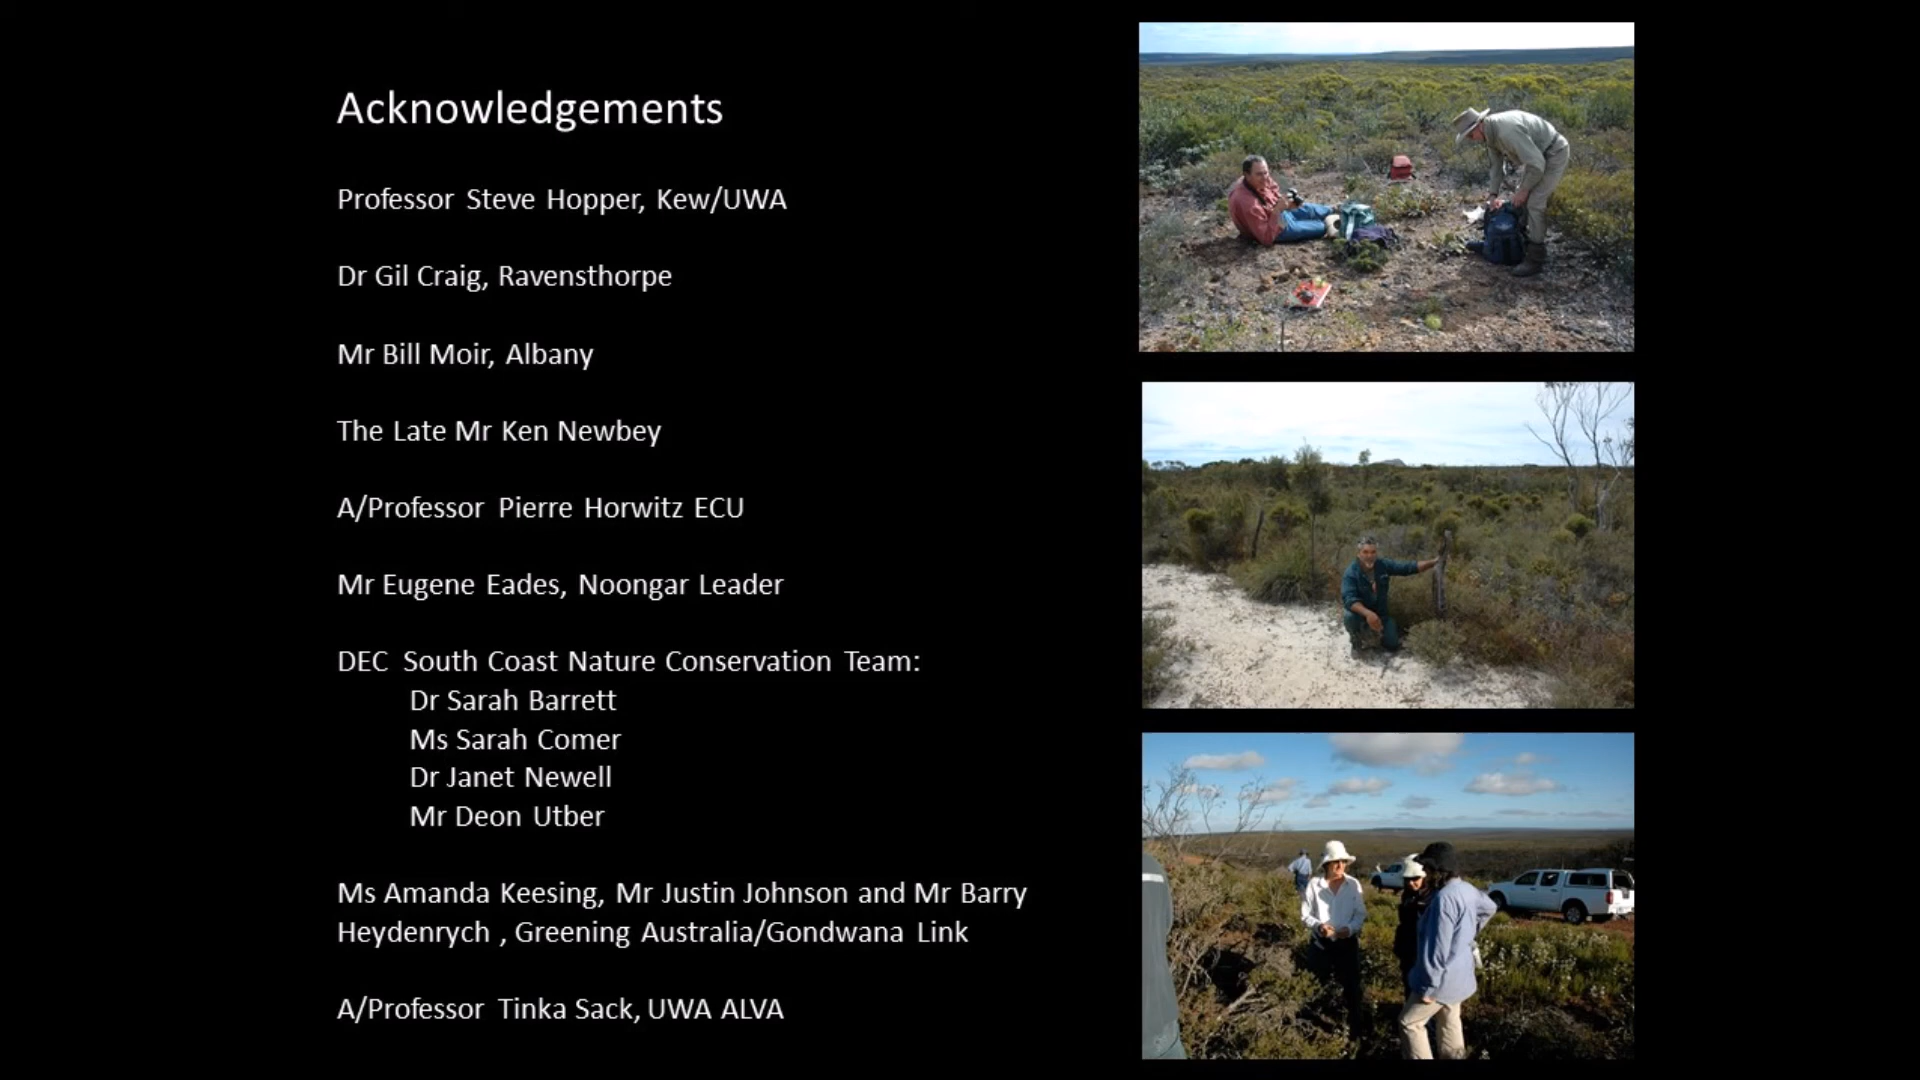 Acknowledgements
Professor Steve Hopper, Kew/UWA
Dr Gil Craig, Ravensthorpe
Mr Bill Moir, Albany
The Late Mr Ken Newbey
A/Professor Pierre Horwitz ECU
Mr Eugene Eades, Noongar Leader
DEC South Coast Nature Conservation Team:
Dr Sarah Barrett
Ms Sarah Comer
Dr Janet Newell
Mr Deon Utber
Ms Amanda Keesing, Mr Justin Johnson and Mr Barry
Heydenrych , Greening Australia/Gondwana Link
A/Professor Tinka Sack, UWA ALVA